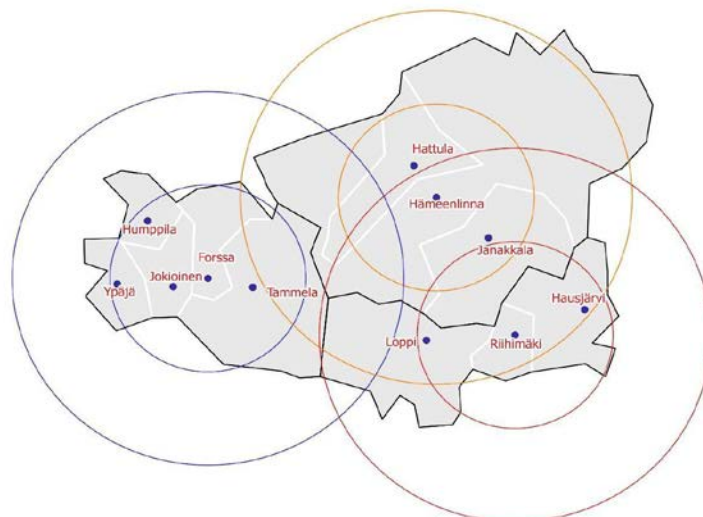 Hattula
Hämeenlinna
Humppila
Forssa
Janakkala
Jokioinen
Ypäjä
Tammela
Hausjärvi
Loppi
Riihimäki